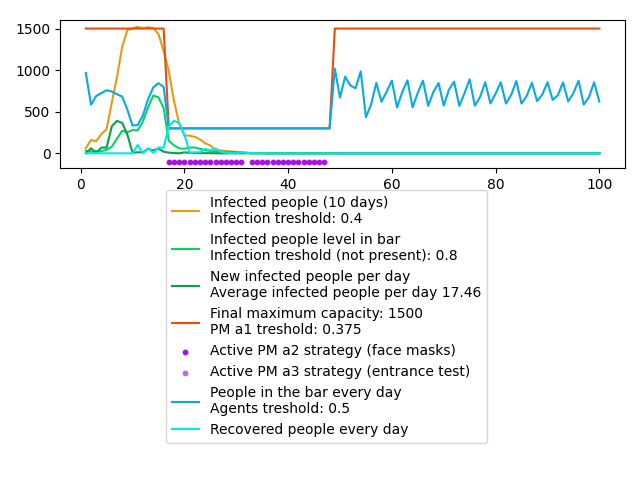 1500
1000
500
0
0 20 40 60 80 100
Infected people (10 days)
Infection treshold: 0.4
Infected people level in bar
Infection treshold (not present): 0.8
New infected people per day
Average infected people per day 17.46
Final maximum capacity: 1500
PM a1 treshold: 0.375
Active PM a2 strategy (face masks)
Active PM a3 strategy (entrance test)
People in the bar every day
Agents treshold: 0.5
Recovered people every day